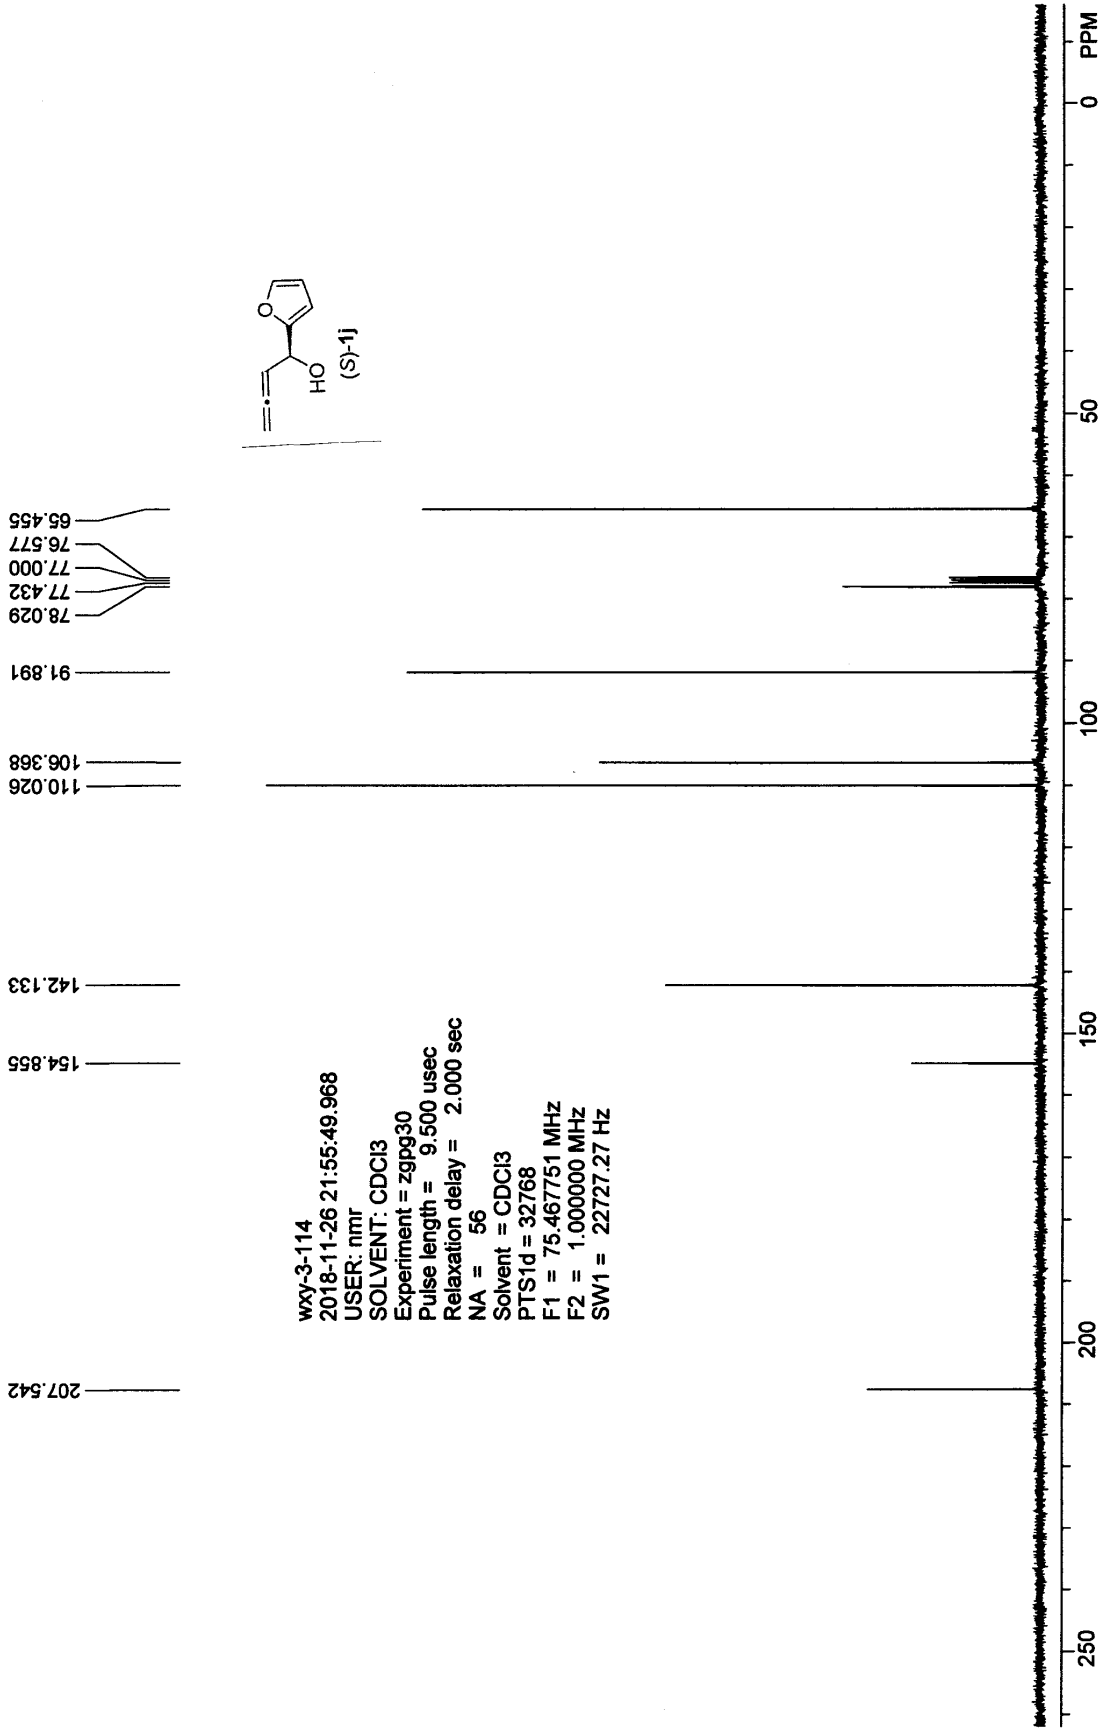 207.542
154.855
142.133
110.026
106.368
91.891
78.029
77.432
77.000
76.577
65.455
HO
O
(S)-1j
wxy-3-114
2018-11-26 21:55:49.968
USER: nmr
SOLVENT: CDCl3
Experiment = zgpg30
Pulse length = 9.500 usec
Relaxation delay = 2.000 sec
NA = 56
Solvent = CDCl3
PTS1d = 32768
F1 = 75.467751 MHz
F2 = 1.000000 MHz
SW1 = 22727.27 Hz
250 200 150 100 50 0 PPM